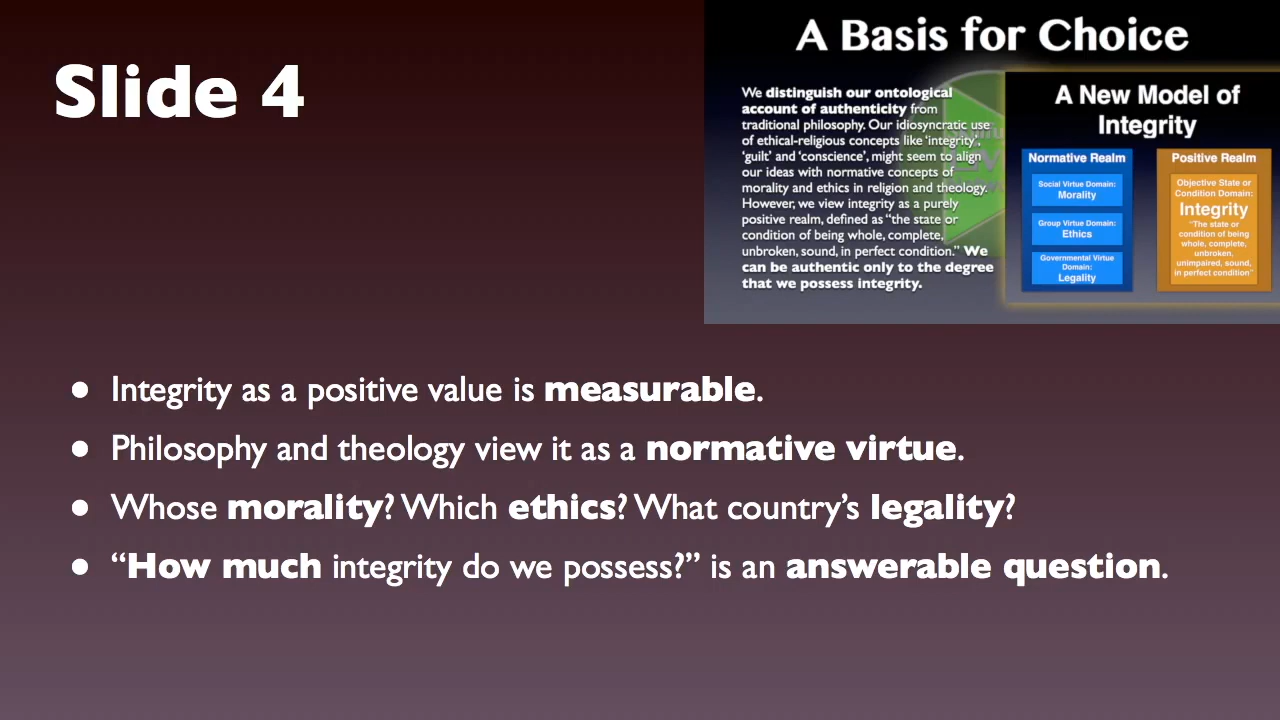 Slide 4
A Basis for Choice
We distinguish our ontological
account of authenticity from
traditional philosophy. Our idiosyncratic use
of ethical-religious concepts like ‘integrity’,
‘guilt’ and ‘conscience’, might seem to align
our ideas with normative concepts of
morality and ethics in religion and theology.
However, we view integrity as a purely
positive realm, defined as “the state or
condition of being whole, complete,
unbroken, sound, in perfect condition.” We
can be authentic only to the degree
that we possess integrity.
A New Model of
Integrity
Normative Realm
Social Virtue Domain:
Morality
Group Virtue Domain:
Ethics
Governmental Virtue
Domain:
Legality
Positive Realm
Objective State or
Condition Domain:
Integrity
“The state or
condition of being
whole, complete,
unbroken,
unimpaired, sound,
in perfect condition”
• Integrity as a positive value is measurable.
• Philosophy and theology view it as a normative virtue.
• Whose morality? Which ethics? What country’s legality?
• “How much integrity do we possess?” is an answerable question.